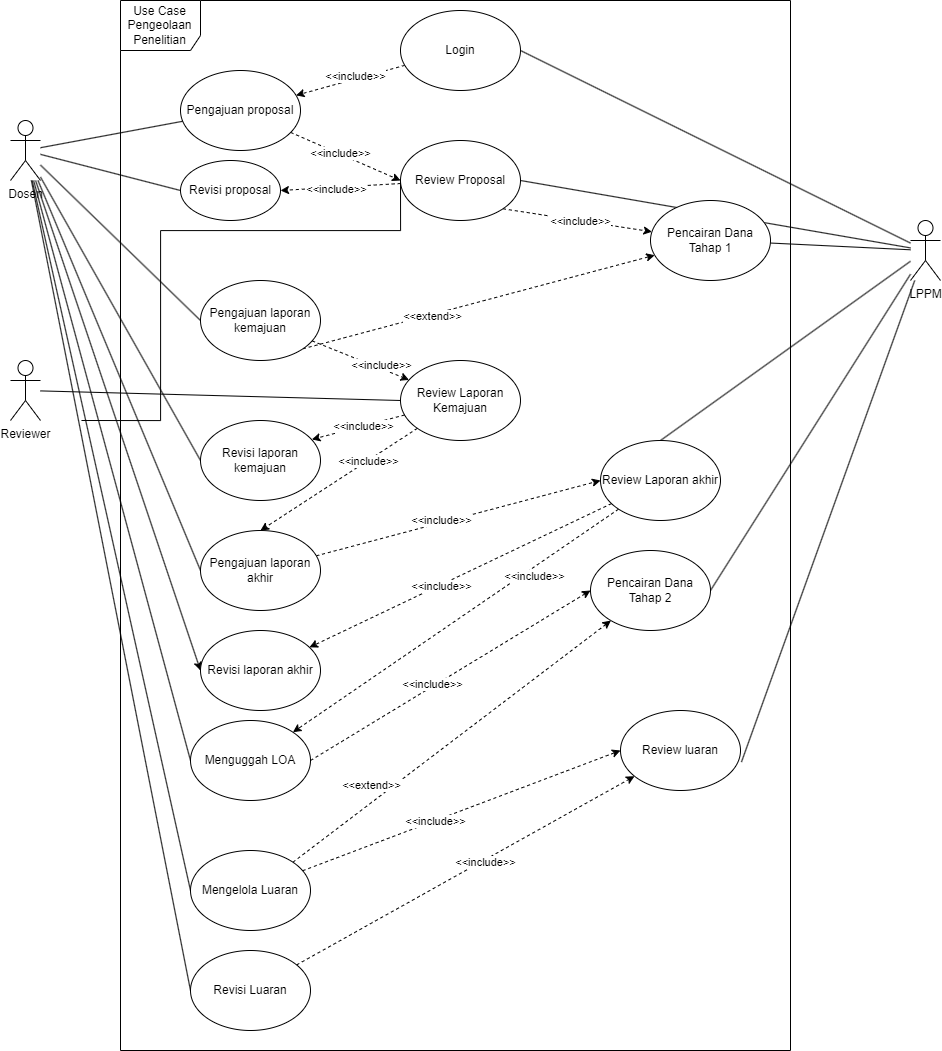 Use Case
Pengeolaan
Penelitian
Login
<<include>>
Pengajuan proposal
<<include>>
Review Proposal
Revisi proposal
<<include>>
Dosen
<<include>>
Pencairan Dana
Tahap 1
LPPM
Pengajuan laporan
kemajuan
<<extend>>
<<include>>
Review Laporan
Kemajuan
Reviewer
<<include>>
Revisi laporan
kemajuan
<<include>>
Review Laporan akhir
<<include>>
Pengajuan laporan
akhir
<<include>>
<<include>>
Pencairan Dana
Tahap 2
Revisi laporan akhir
<<include>>
Menguggah LOA
Review luaran
<<extend>>
<<include>>
<<include>>
Mengelola Luaran
Revisi Luaran